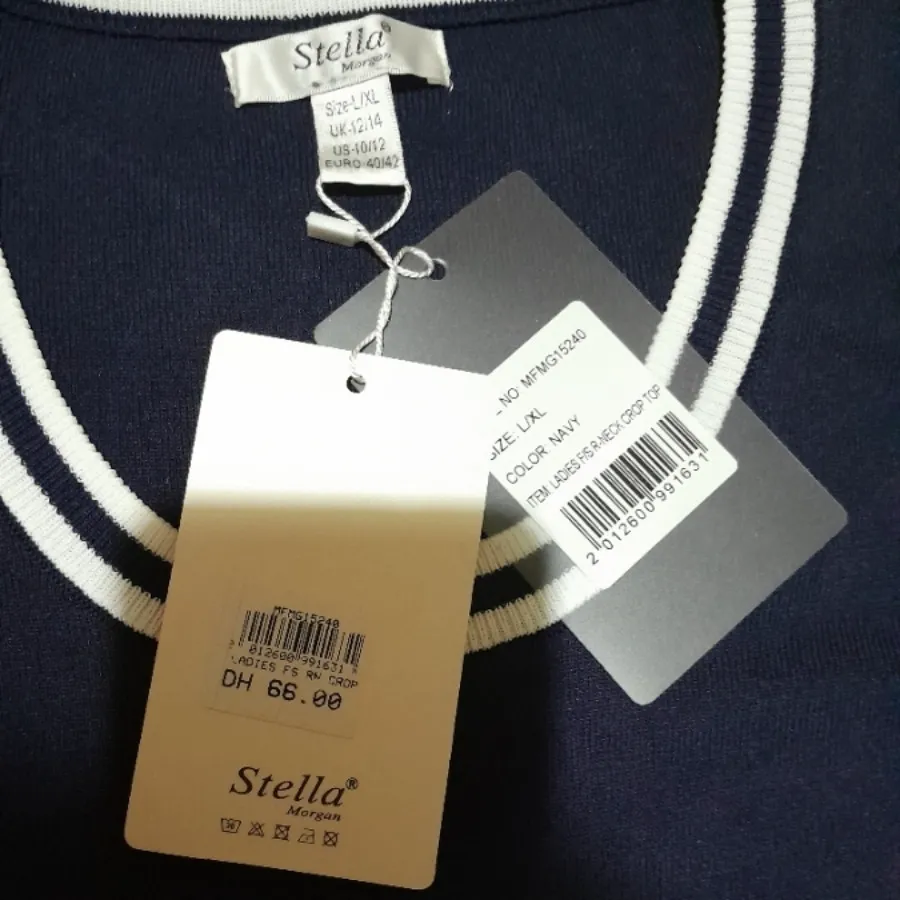 Stella®
Morgan
Size-L/XL
UK-12/14
US-10/12
EURO-40/42
NO: MFMG15240
SIZE: L/XL
COLOR: NAVY
ITEM: LADIES F/S R-NECK CROP TOP
2 012600 991631
MFMG15240
2 012600 991631
LADIES FS RN CROP
DH 66.00
Stella®
Morgan